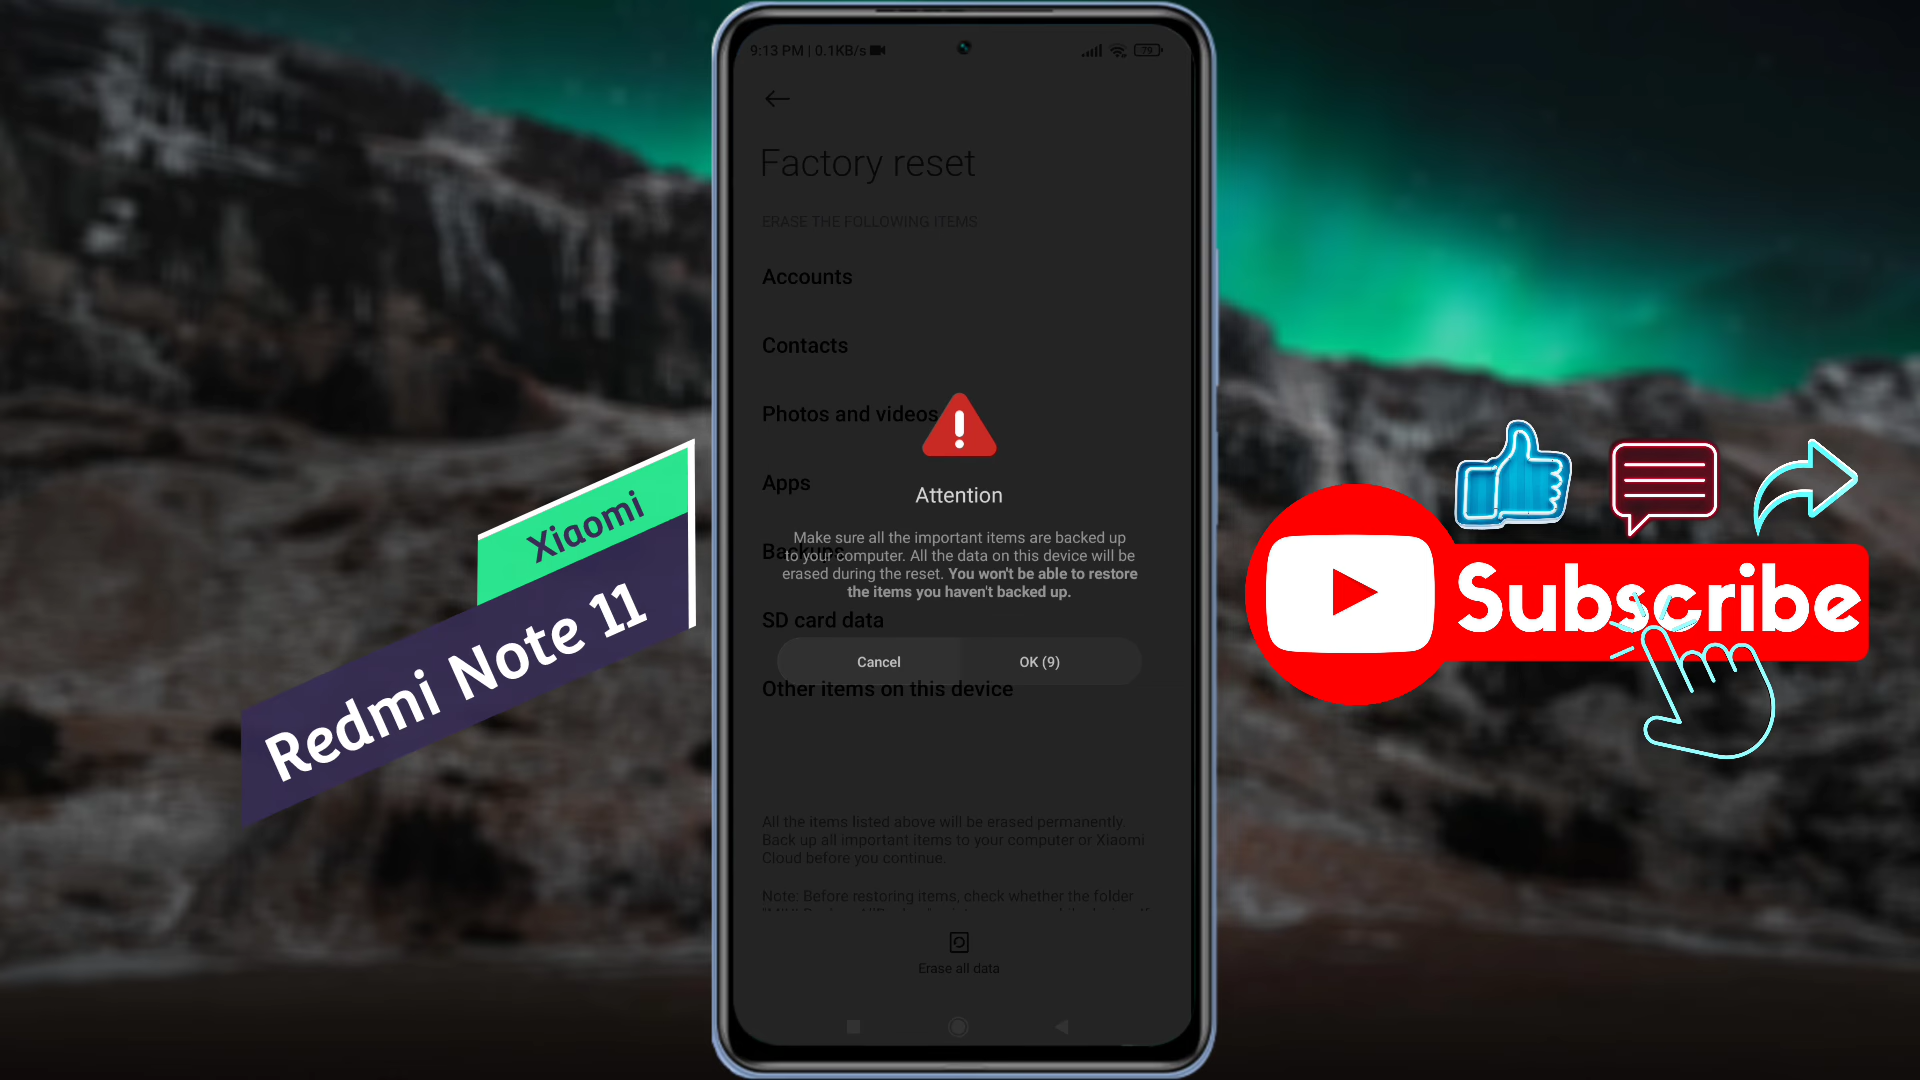 9:13 PM | 0.1KB/s
79
Factory reset
ERASE THE FOLLOWING ITEMS
Accounts
Contacts
Photos and videos
Apps
Attention
Make sure all the important items are backed up
to your computer. All the data on this device will be
erased during the reset. You won't be able to restore
the items you haven't backed up.
Backups
SD card data
Cancel
OK (9)
Other items on this device
All the items listed above will be erased permanently.
Back up all important items to your computer or Xiaomi
Cloud before you continue.
Note: Before restoring items, check whether the folder
Erase all data
Xiaomi
Redmi Note 11
Subscribe